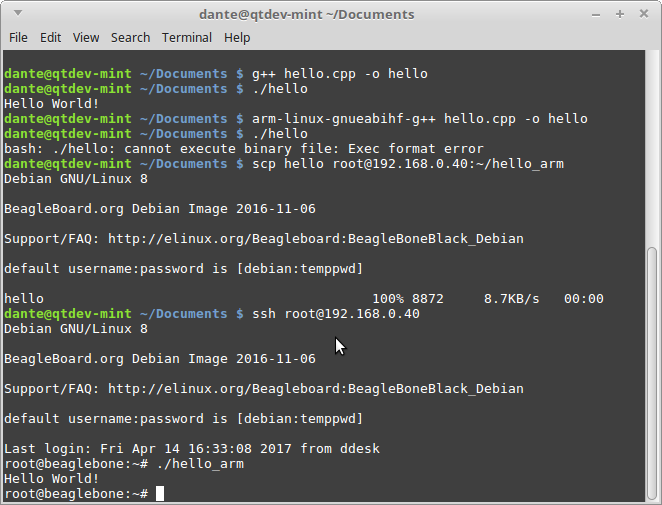 dante@qtdev-mint ~/Documents
File Edit View Search Terminal Help
dante@qtdev-mint ~/Documents $ g++ hello.cpp -o hello
dante@qtdev-mint ~/Documents $ ./hello
Hello World!
dante@qtdev-mint ~/Documents $ arm-linux-gnueabihf-g++ hello.cpp -o hello
dante@qtdev-mint ~/Documents $ ./hello
bash: ./hello: cannot execute binary file: Exec format error
dante@qtdev-mint ~/Documents $ scp hello root@192.168.0.40:~/hello_arm
Debian GNU/Linux 8
BeagleBoard.org Debian Image 2016-11-06
Support/FAQ: http://elinux.org/Beagleboard:BeagleBoneBlack_Debian
default username:password is [debian:temppwd]
hello 100% 8872 8.7KB/s 00:00
dante@qtdev-mint ~/Documents $ ssh root@192.168.0.40
Debian GNU/Linux 8
BeagleBoard.org Debian Image 2016-11-06
Support/FAQ: http://elinux.org/Beagleboard:BeagleBoneBlack_Debian
default username:password is [debian:temppwd]
Last login: Fri Apr 14 16:33:08 2017 from ddesk
root@beaglebone:~# ./hello_arm
Hello World!
root@beaglebone:~#